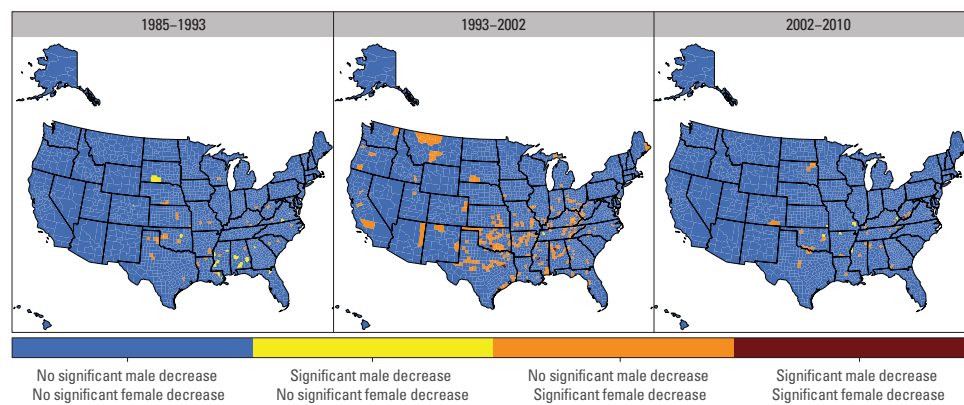 1985–1993
1993–2002
2002–2010
No significant male decrease
No significant female decrease
Significant male decrease
No significant female decrease
No significant male decrease
Significant female decrease
Significant male decrease
Significant female decrease